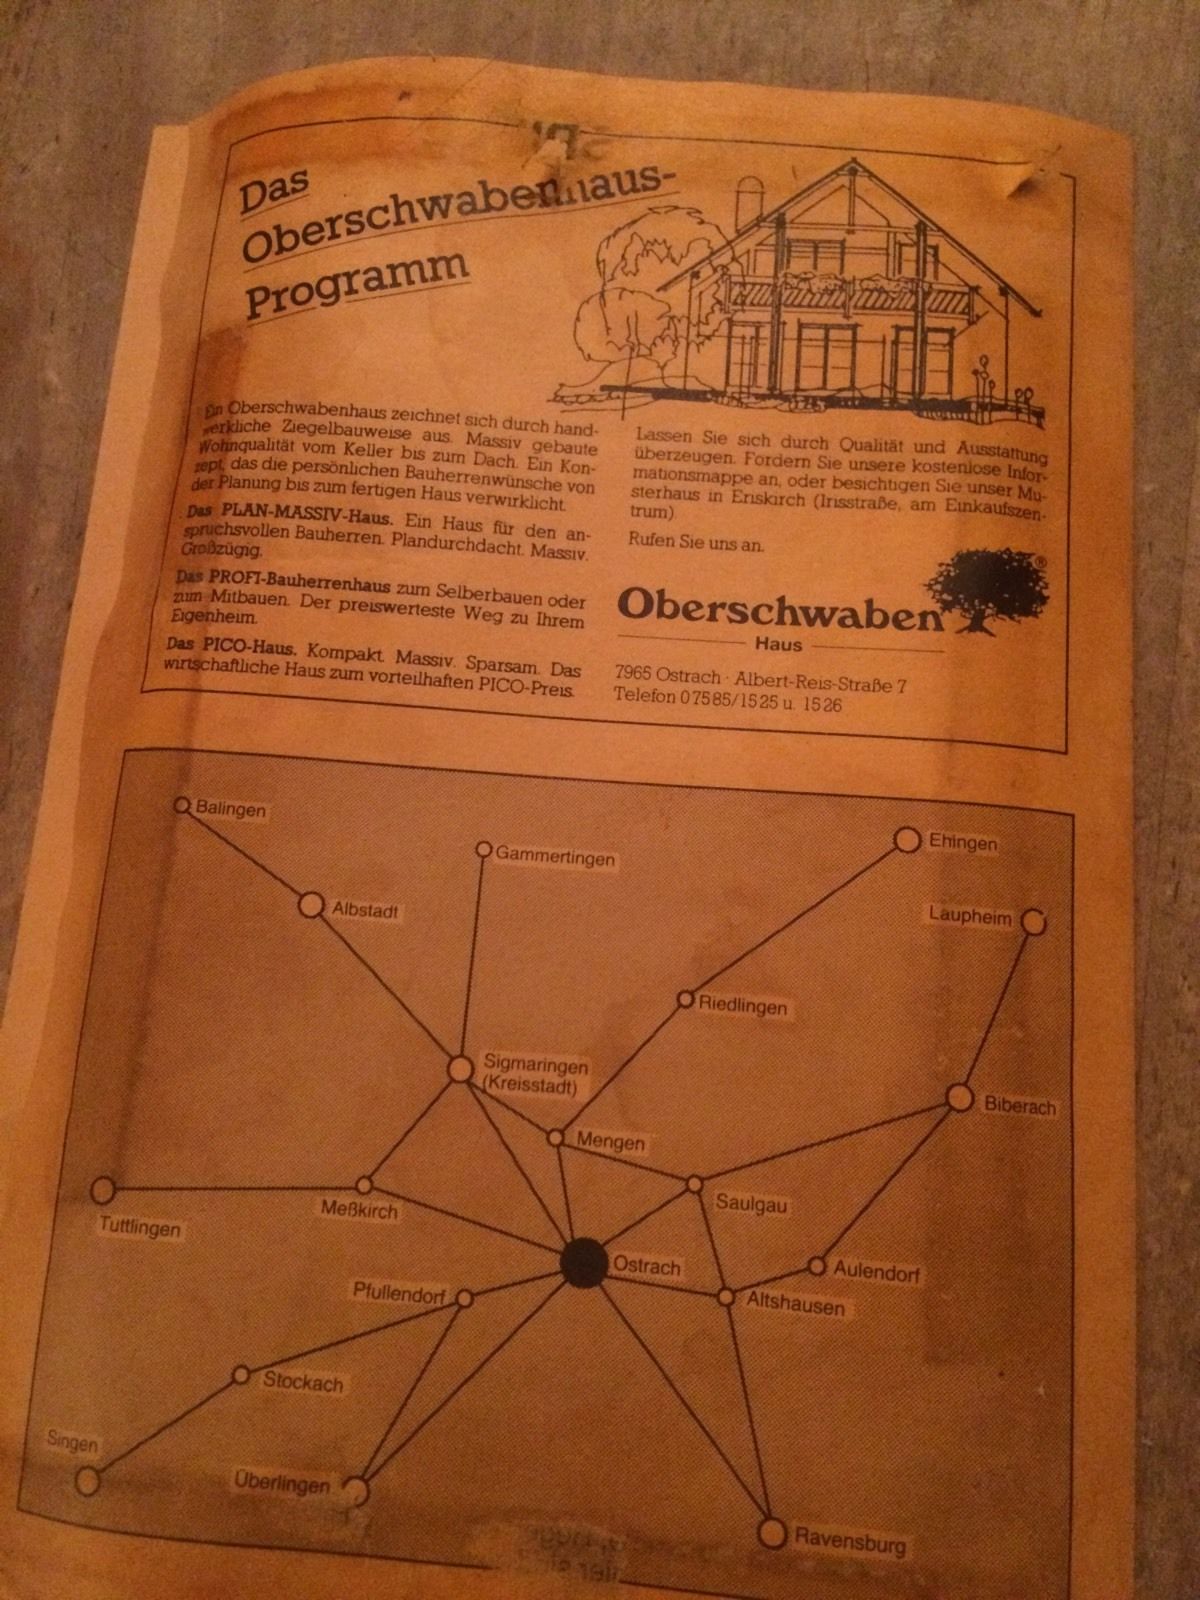 Das
Oberschwabenhaus-
Programm
Ein Oberschwabenhaus zeichnet sich durch hand-
werkliche Ziegelbauweise aus. Massiv gebaute
Wohnqualität vom Keller bis zum Dach. Ein Kon-
zept, das die persönlichen Bauherrenwünsche von
der Planung bis zum fertigen Haus verwirklicht.
Das PLAN-MASSIV-Haus. Ein Haus für den an-
spruchsvollen Bauherren. Plandurchdacht. Massiv.
Großzügig.
Das PROFI-Bauherrenhaus zum Selberbauen oder
zum Mitbauen. Der preiswerteste Weg zu Ihrem
Eigenheim.
Das PICO-Haus. Kompakt. Massiv. Sparsam. Das
wirtschaftliche Haus zum vorteilhaften PICO-Preis.
Lassen Sie sich durch Qualität und Ausstattung
überzeugen. Fordern Sie unsere kostenlose Infor-
mationsmappe an, oder besichtigen Sie unser Mu-
sterhaus in Eriskirch (Irisstraße, am Einkaufszen-
trum)
Rufen Sie uns an.
Oberschwaben ®
Haus
7965 Ostrach · Albert-Reis-Straße 7
Telefon 07585/1525 u. 1526
Balingen
Gammertingen
Ehingen
Albstadt
Laupheim
Riedlingen
Sigmaringen
(Kreisstadt)
Biberach
Mengen
Saulgau
Meßkirch
Tuttlingen
Ostrach
Aulendorf
Pfullendorf
Altshausen
Stockach
Singen
Überlingen
Ravensburg